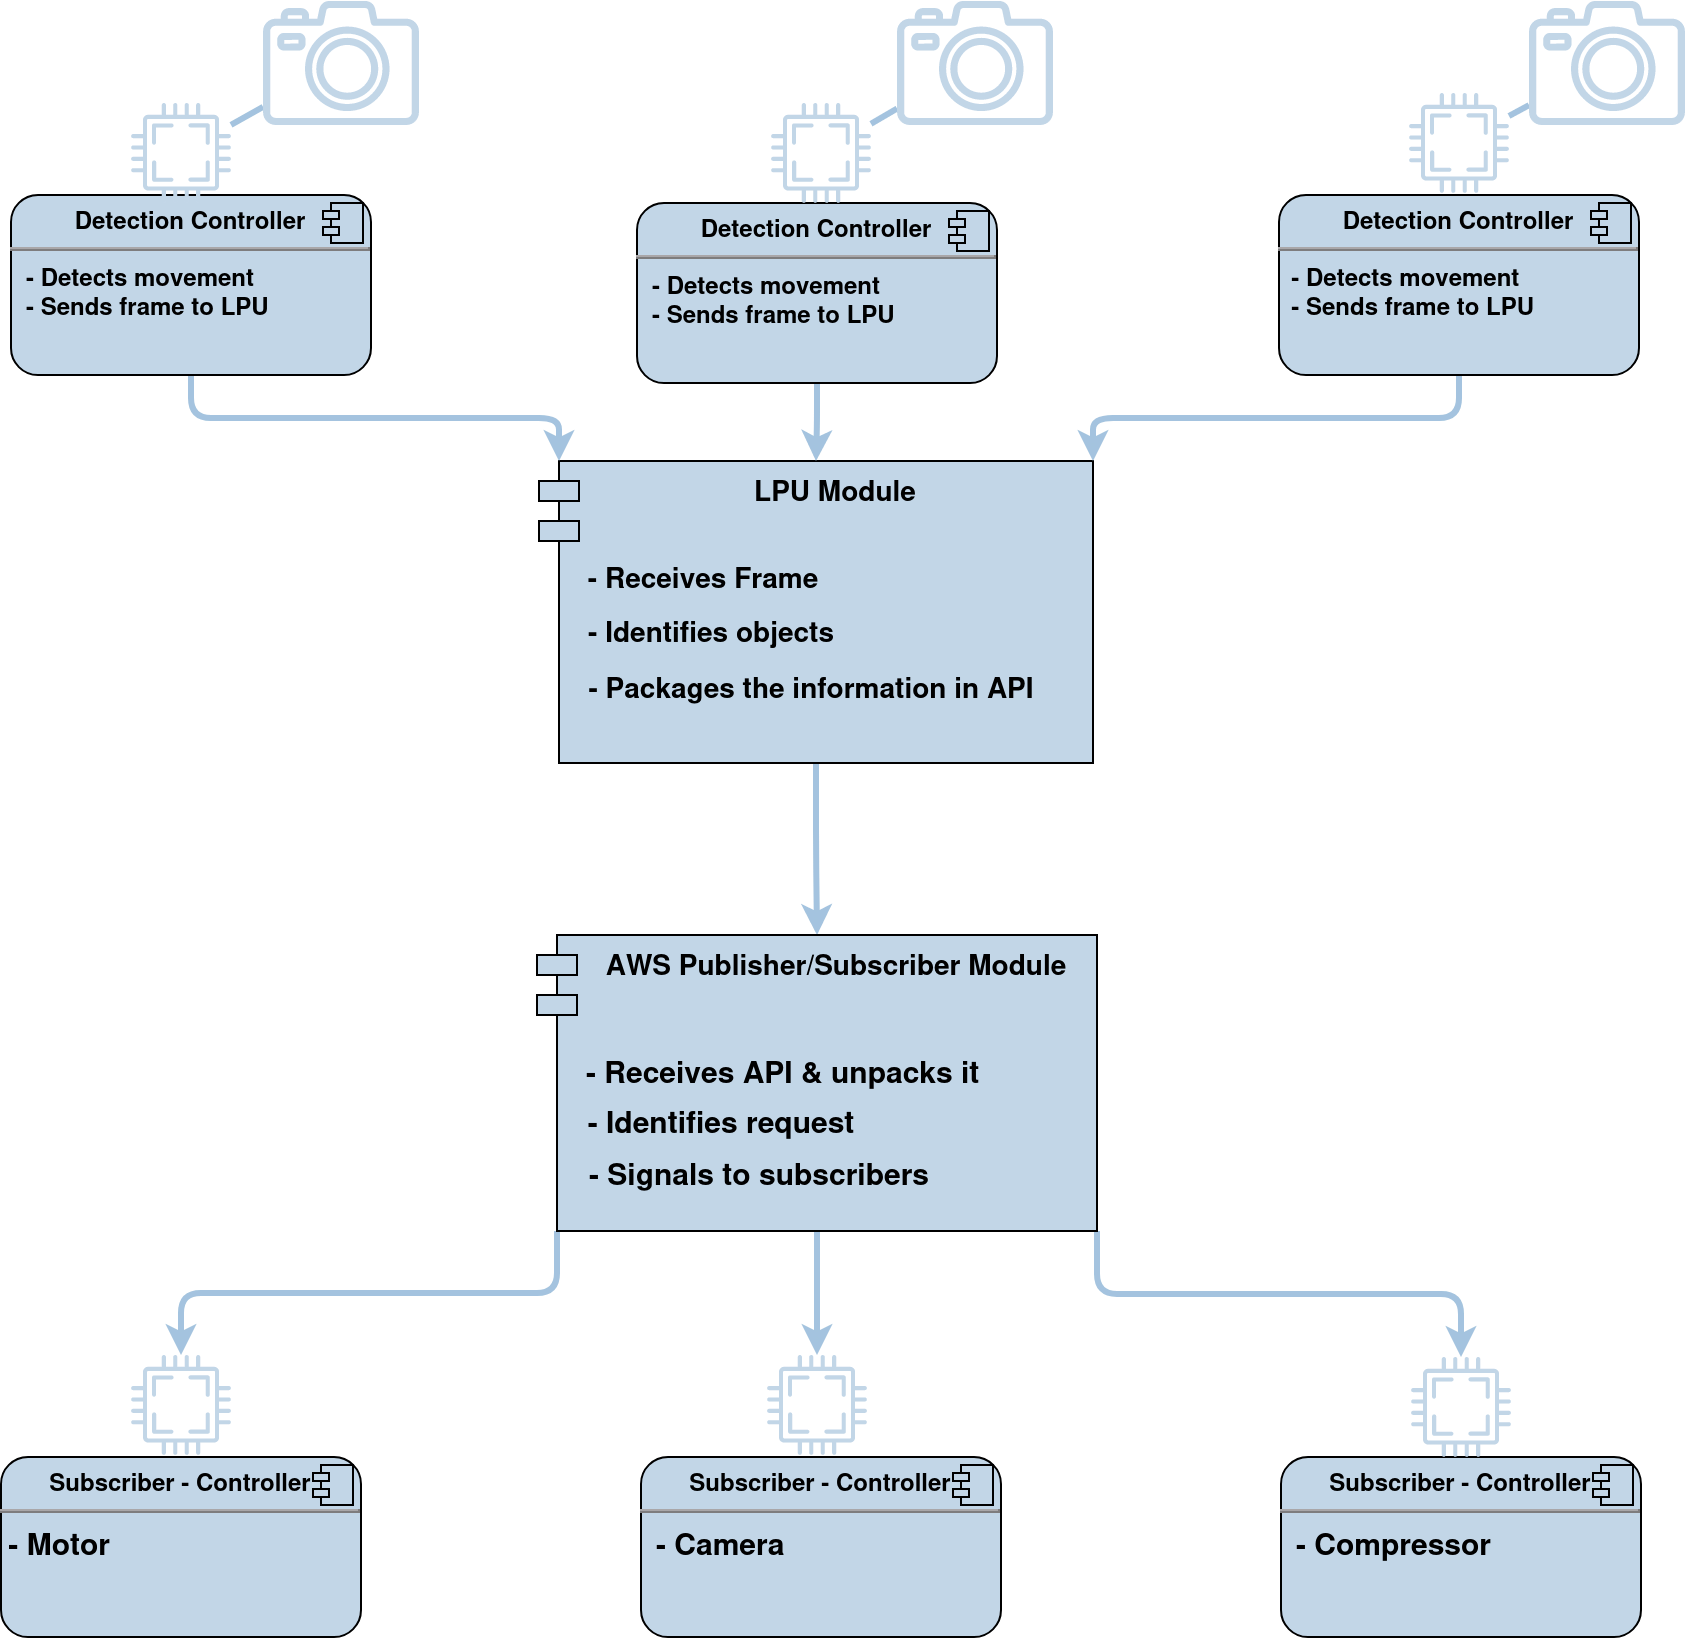 Detection Controller
- Detects movement
- Sends frame to LPU
Detection Controller
- Detects movement
- Sends frame to LPU
Detection Controller
- Detects movement
- Sends frame to LPU
LPU Module
- Receives Frame
- Identifies objects
- Packages the information in API
AWS Publisher/Subscriber Module
- Receives API & unpacks it
- Identifies request
- Signals to subscribers
Subscriber - Controller
- Motor
Subscriber - Controller
- Camera
Subscriber - Controller
- Compressor